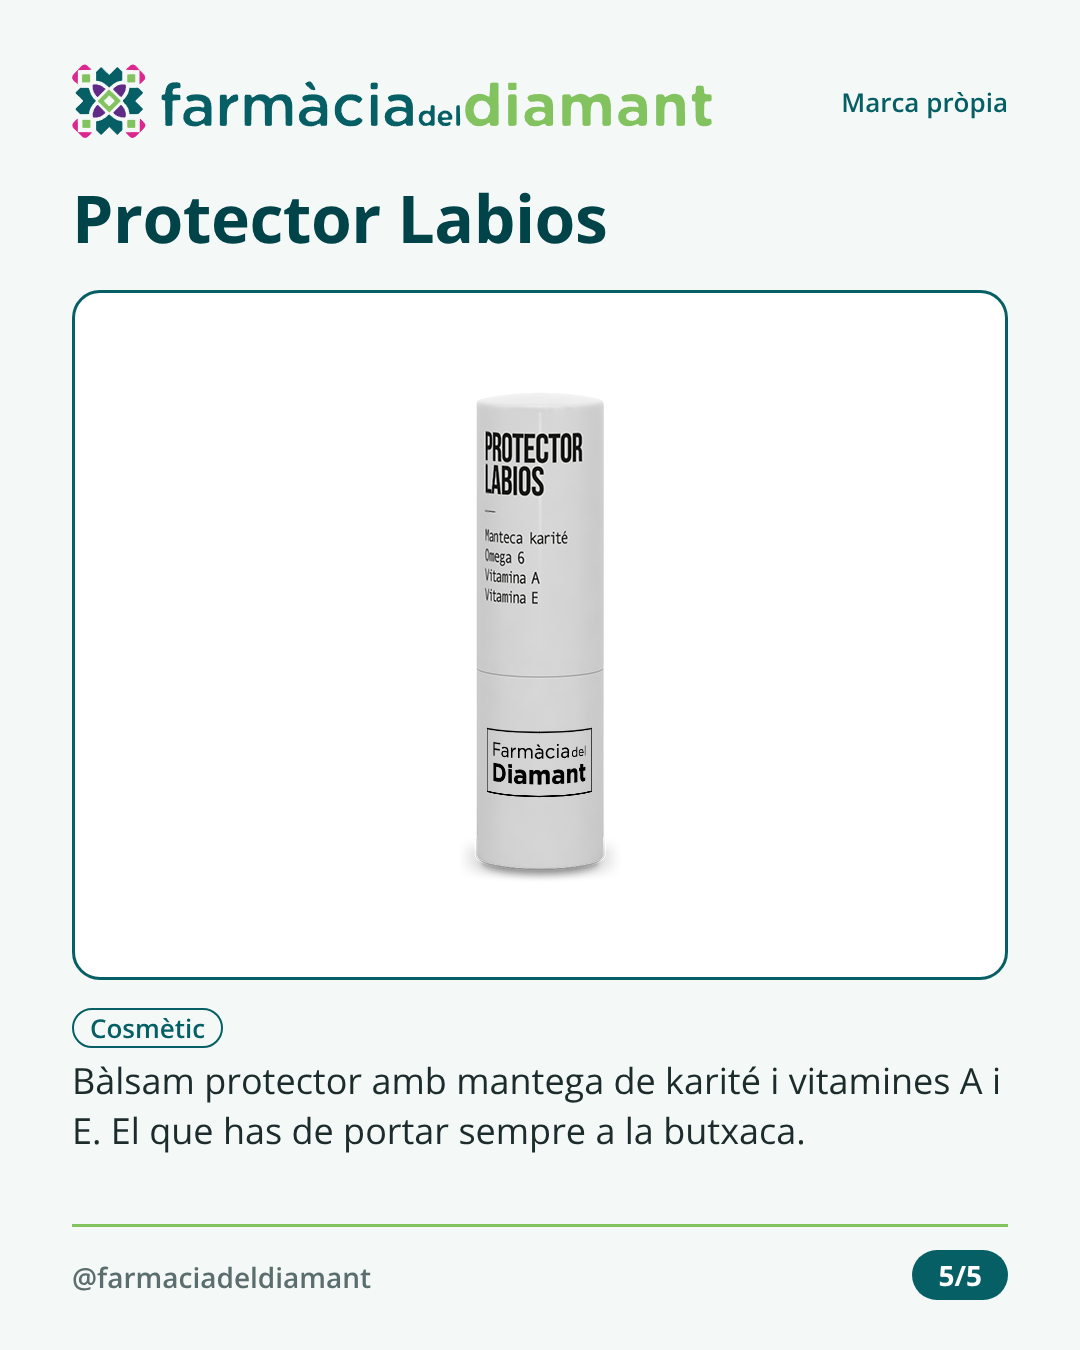 farmàciadeldiamant
Marca pròpia
Protector Labios
PROTECTOR
LABIOS
Manteca karité
Omega 6
Vitamina A
Vitamina E
Farmàciadel
Diamant
Cosmètic
Bàlsam protector amb mantega de karité i vitamines A i
E. El que has de portar sempre a la butxaca.
@farmaciadeldiamant
5/5